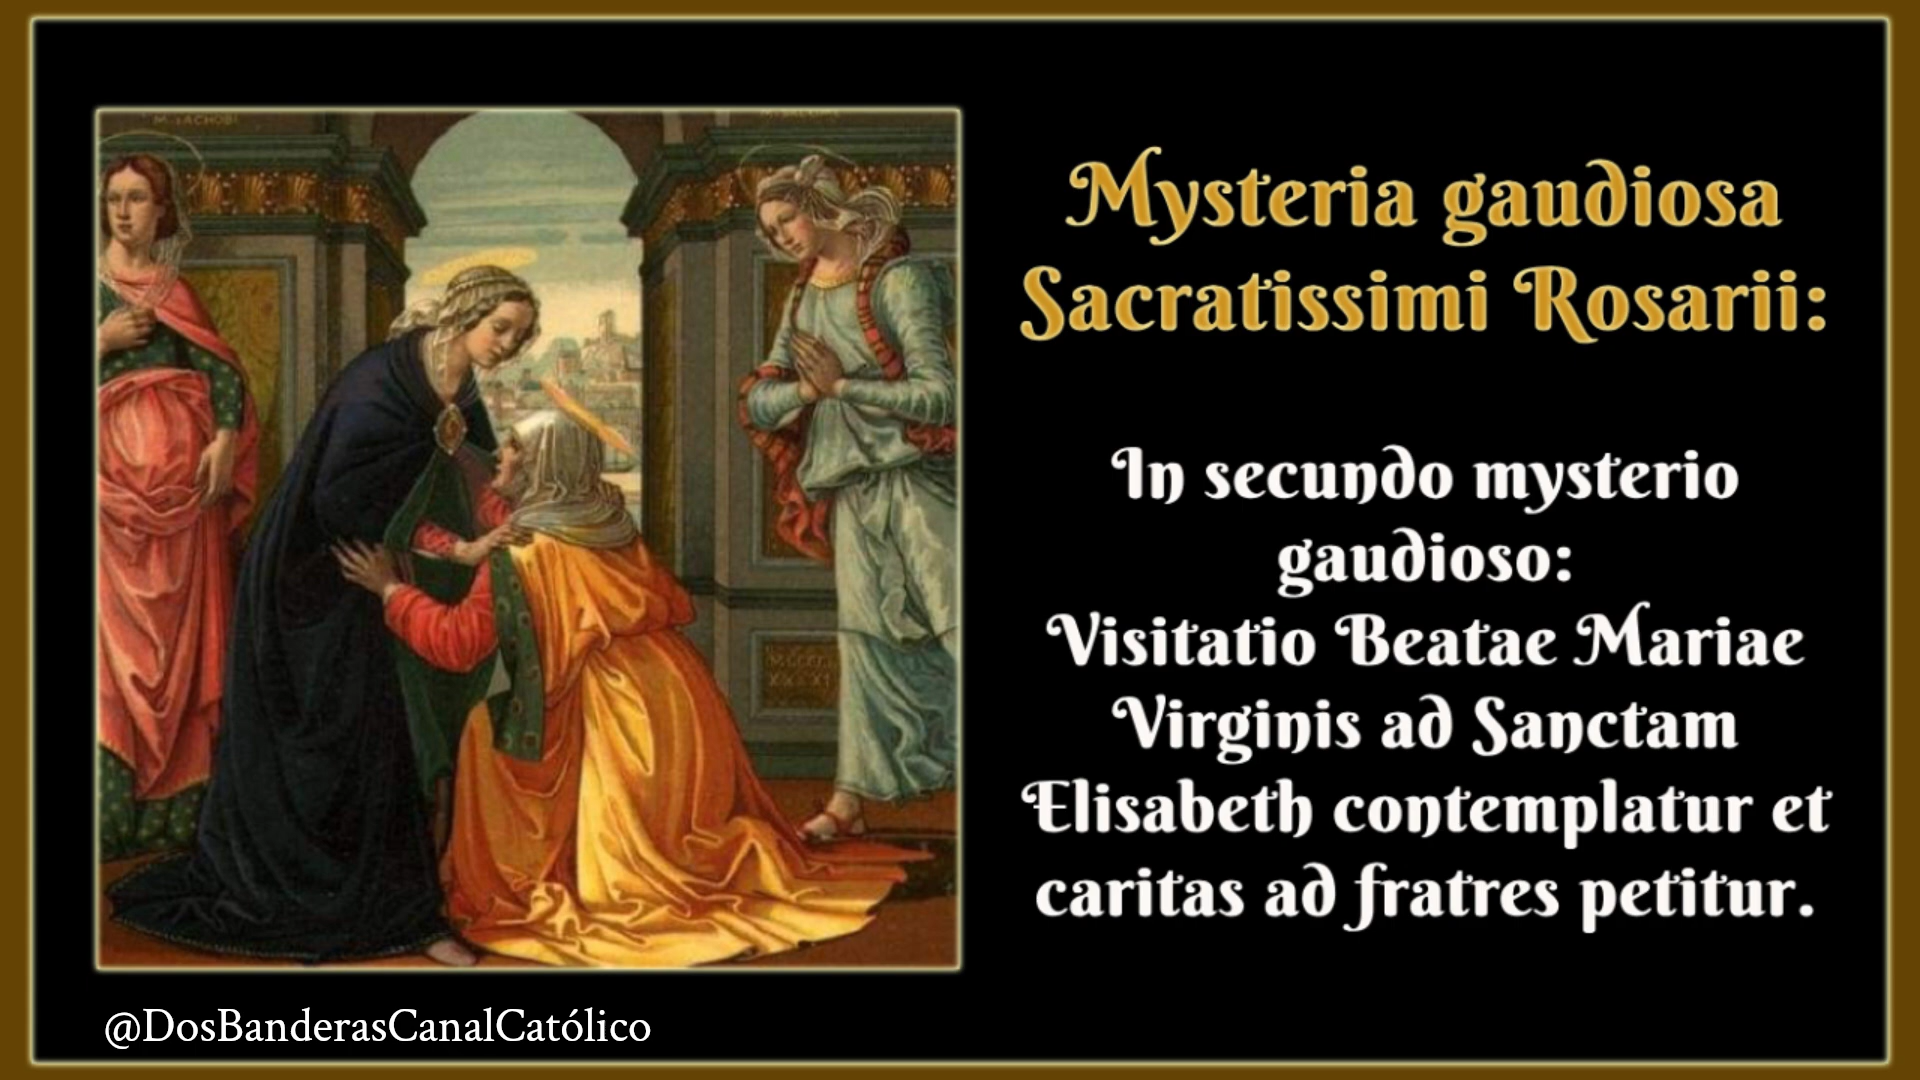 M. IACHOBI
Mysteria gaudiosa
Sacratissimi Rosarii:
In secundo mysterio
gaudioso:
Visitatio Beatae Mariae
Virginis ad Sanctam
Elisabeth contemplatur et
caritas ad fratres petitur.
@DosBanderasCanalCatólico